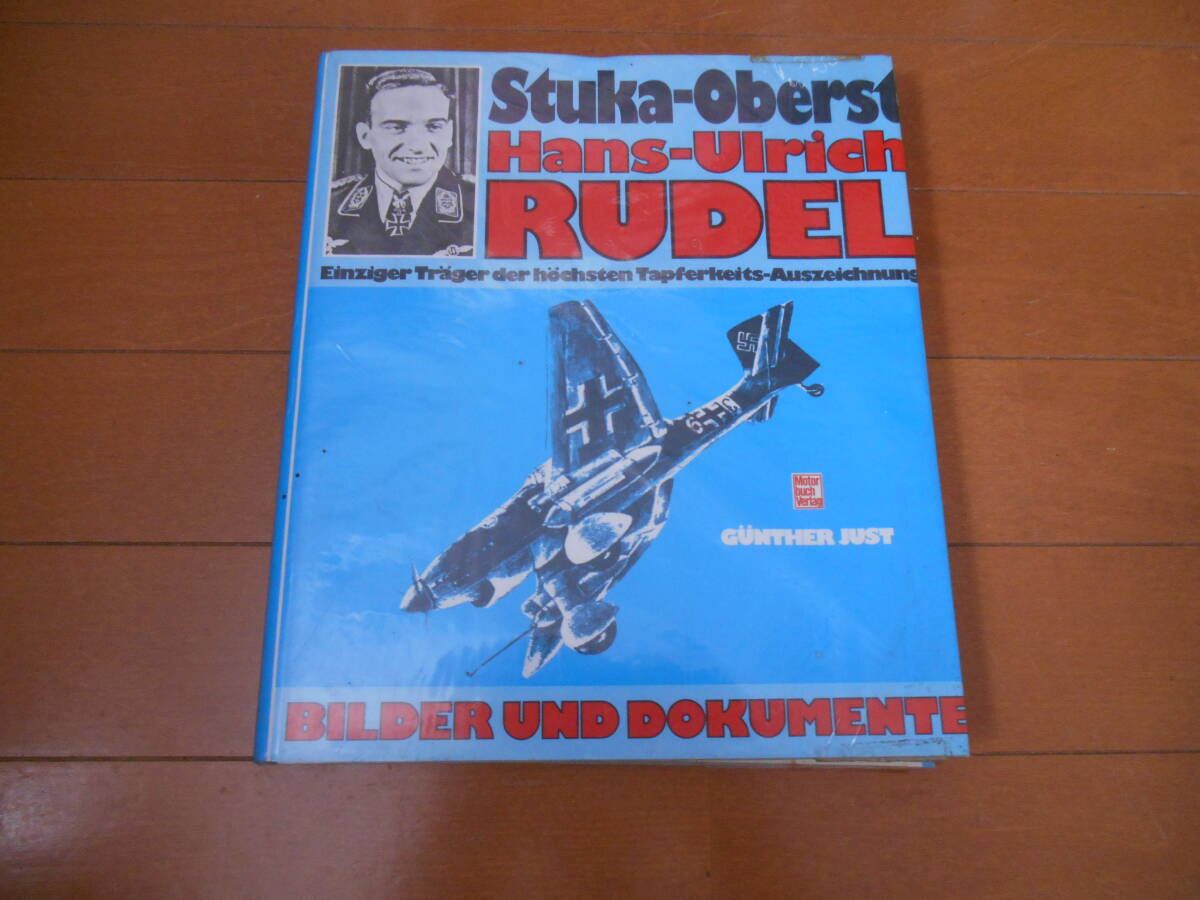 Stuka-Oberst
Hans-Ulrich
RUDEL
Einziger Träger der höchsten Tapferkeits-Auszeichnung
Motor
buch
Verlag
GÜNTHER JUST
BILDER UND DOKUMENTE